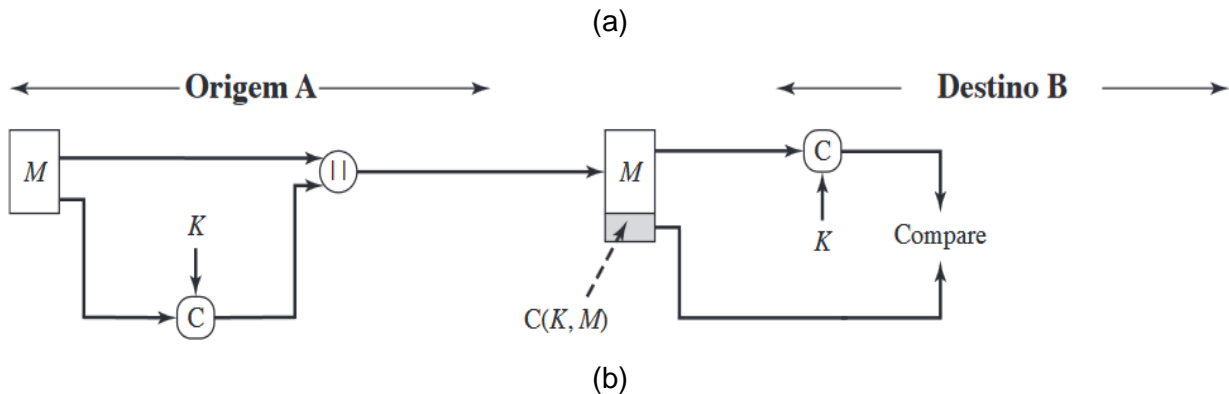 (a)
Origem A
Destino B
M
||
M
C
K
K
Compare
C
C(K, M)
(b)